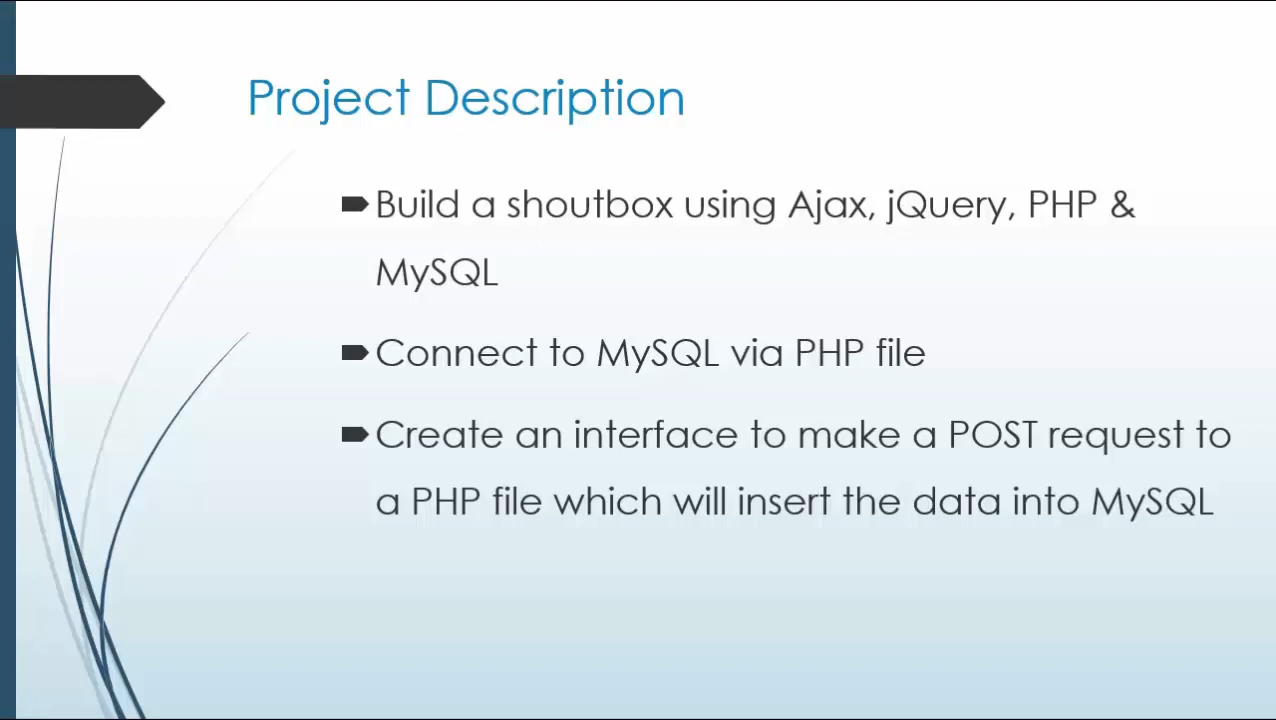 Project Description
Build a shoutbox using Ajax, jQuery, PHP &
MySQL
Connect to MySQL via PHP file
Create an interface to make a POST request to
a PHP file which will insert the data into MySQL